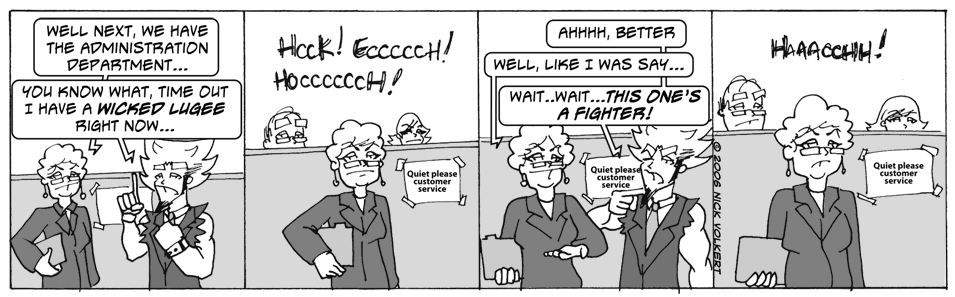 WELL NEXT, WE HAVE
THE ADMINISTRATION
DEPARTMENT...
YOU KNOW WHAT, TIME OUT
I HAVE A WICKED LUGEE
RIGHT NOW...
HccK! EccccccH!
HOccccccH!
Quiet please
customer
service
AHHHH, BETTER
WELL, LIKE I WAS SAY...
WAIT..WAIT...THIS ONE'S
A FIGHTER!
Quiet please
customer
service
© 2006 NICK VOLKERT
HAAACCHH!
Quiet please
customer
service